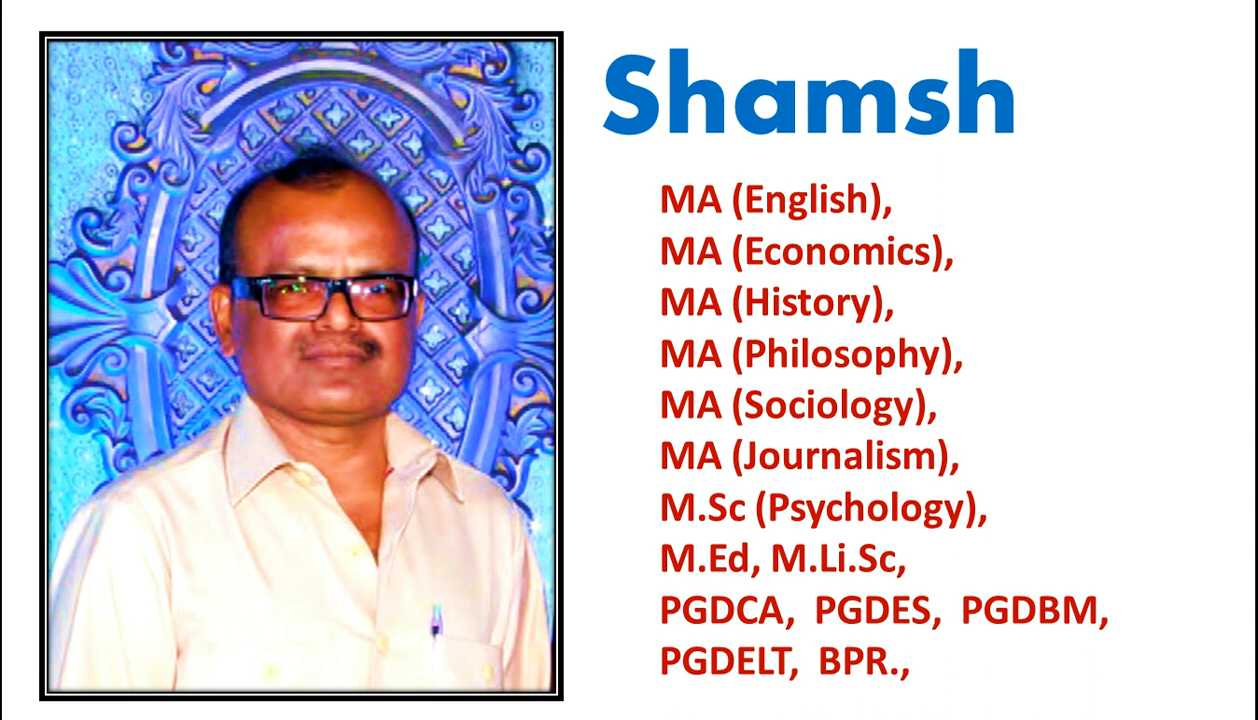 Shamsh
MA (English),
MA (Economics),
MA (History),
MA (Philosophy),
MA (Sociology),
MA (Journalism),
M.Sc (Psychology),
M.Ed, M.Li.Sc,
PGDCA, PGDES, PGDBM,
PGDELT, BPR.,